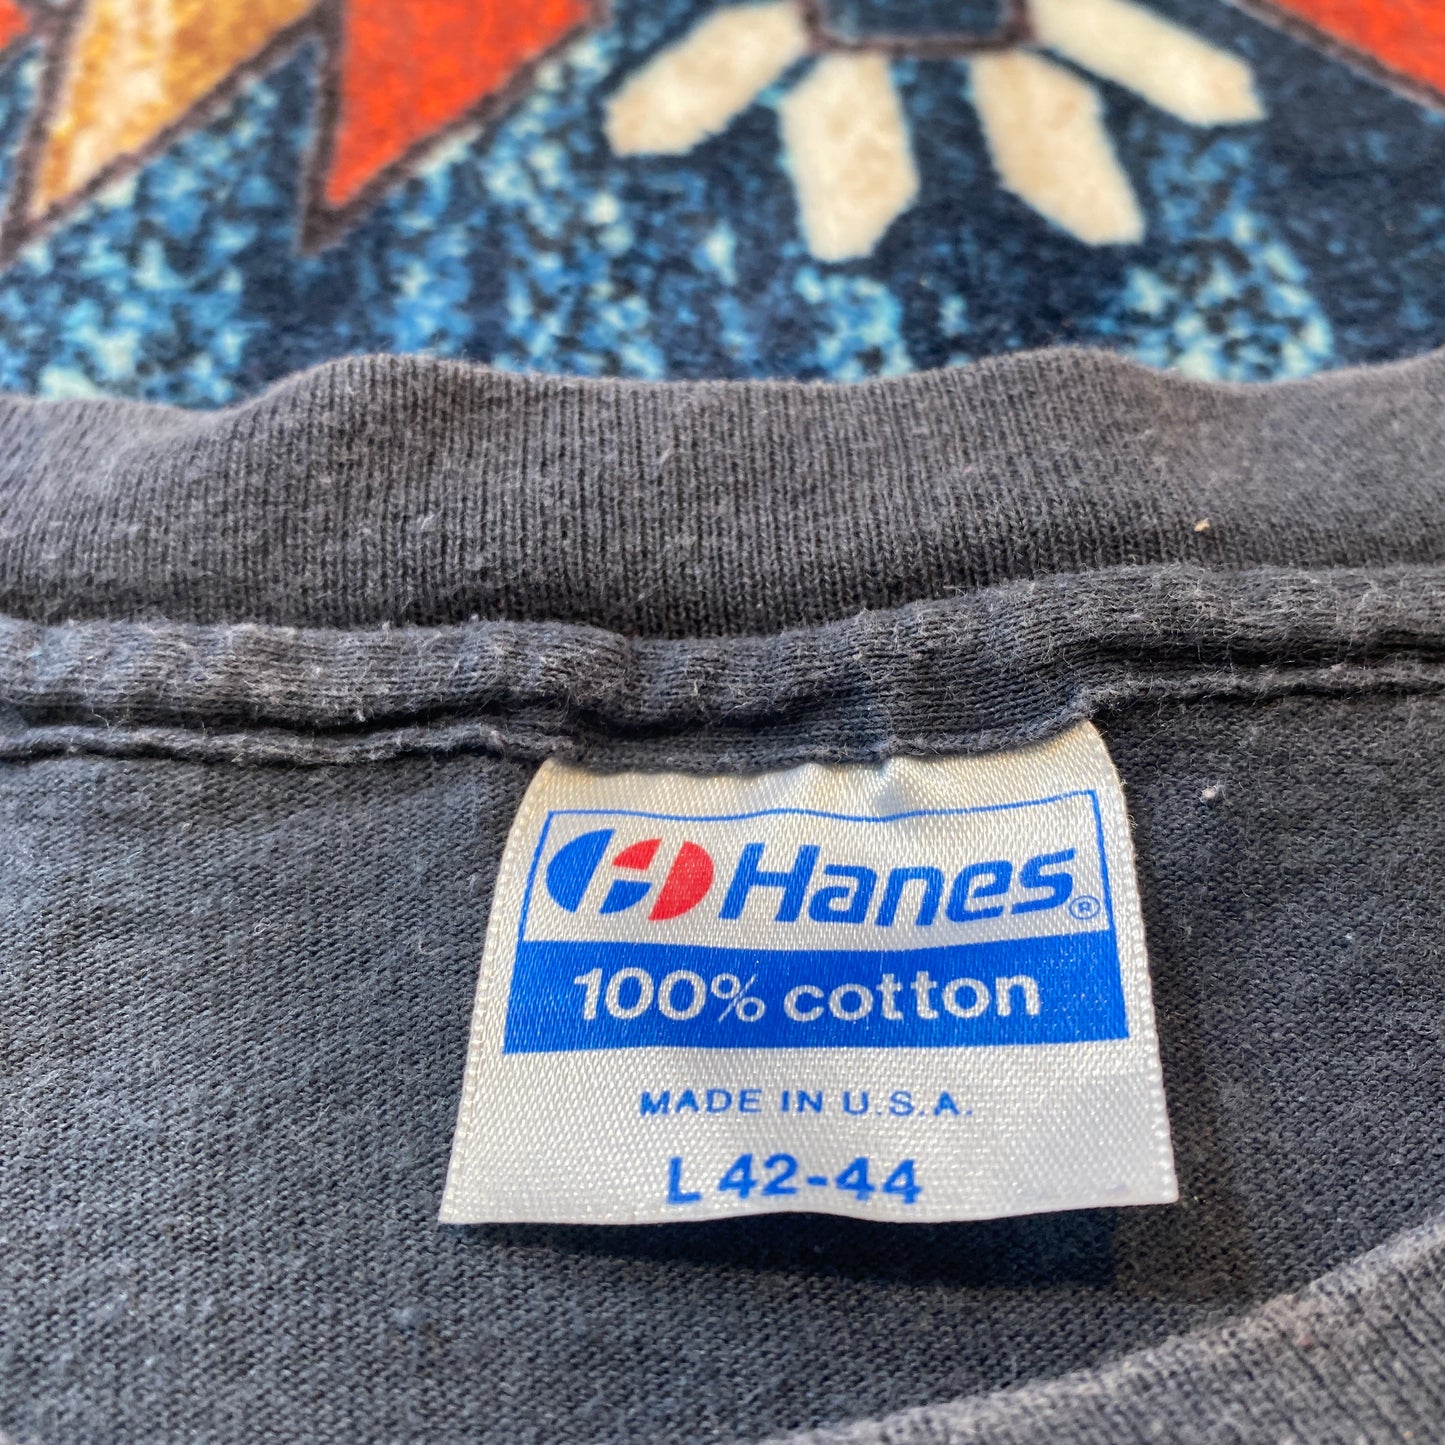 Hanes®
100% cotton
MADE IN U.S.A.
L 42-44